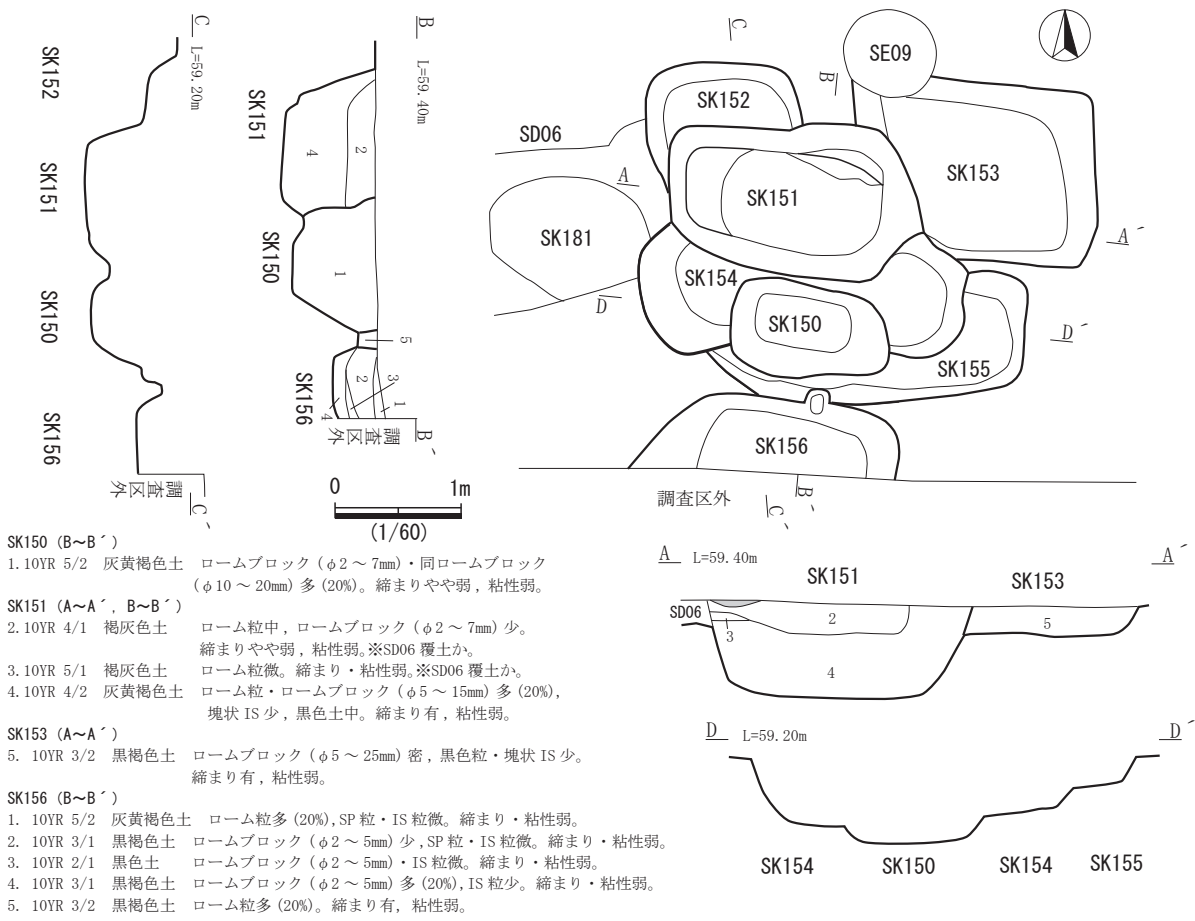 C
L=59.20m
SK152
SK151
SK150
SK156
調査区外
C´
B
L=59.40m
SK151
4
2
SK150
1
5
SK156
2
3
1
4
調査区外
B´
0 1m
(1/60)
C
B
SE09
SK152
SD06
A
SK151
SK153
SK181
A´
SK154
D
SK150
D´
SK155
SK156
調査区外
B´
C´
SK150 (B～B´)
1.10YR 5/2 灰黄褐色土 ロームブロック (φ2 ～ 7mm)・同ロームブロック
(φ10 ～ 20mm) 多 (20%)。締まりやや弱 , 粘性弱。
SK151 (A～A´, B～B´)
2.10YR 4/1 褐灰色土 ローム粒中 , ロームブロック (φ2 ～ 7mm) 少。
締まりやや弱 , 粘性弱。※SD06 覆土か。
3.10YR 5/1 褐灰色土 ローム粒微。締まり・粘性弱。※SD06 覆土か。
4.10YR 4/2 灰黄褐色土 ローム粒・ロームブロック (φ5 ～ 15mm) 多 (20%),
塊状 IS 少 , 黒色土中。締まり有 , 粘性弱。
SK153 (A～A´)
5. 10YR 3/2 黒褐色土 ロームブロック (φ5 ～ 25mm) 密 , 黒色粒・塊状 IS 少。
締まり有 , 粘性弱。
SK156 (B～B´)
1. 10YR 5/2 灰黄褐色土 ローム粒多 (20%), SP 粒・IS 粒微。締まり・粘性弱。
2. 10YR 3/1 黒褐色土 ロームブロック (φ2 ～ 5mm) 少 , SP 粒・IS 粒微。締まり・粘性弱。
3. 10YR 2/1 黒色土 ロームブロック (φ2 ～ 5mm)・IS 粒微。締まり・粘性弱。
4. 10YR 3/1 黒褐色土 ロームブロック (φ2 ～ 5mm) 多 (20%), IS 粒少。締まり・粘性弱。
5. 10YR 3/2 黒褐色土 ローム粒多 (20%)。締まり有, 粘性弱。
A L=59.40m A´
SK151 SK153
SD06
2
5
3
4
D L=59.20m D´
SK154 SK150 SK154 SK155